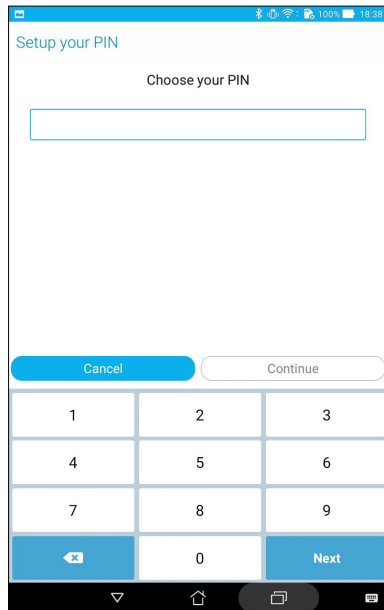 100% 18:38
Setup your PIN
Choose your PIN
Cancel Continue
1 2 3
4 5 6
7 8 9
0 Next